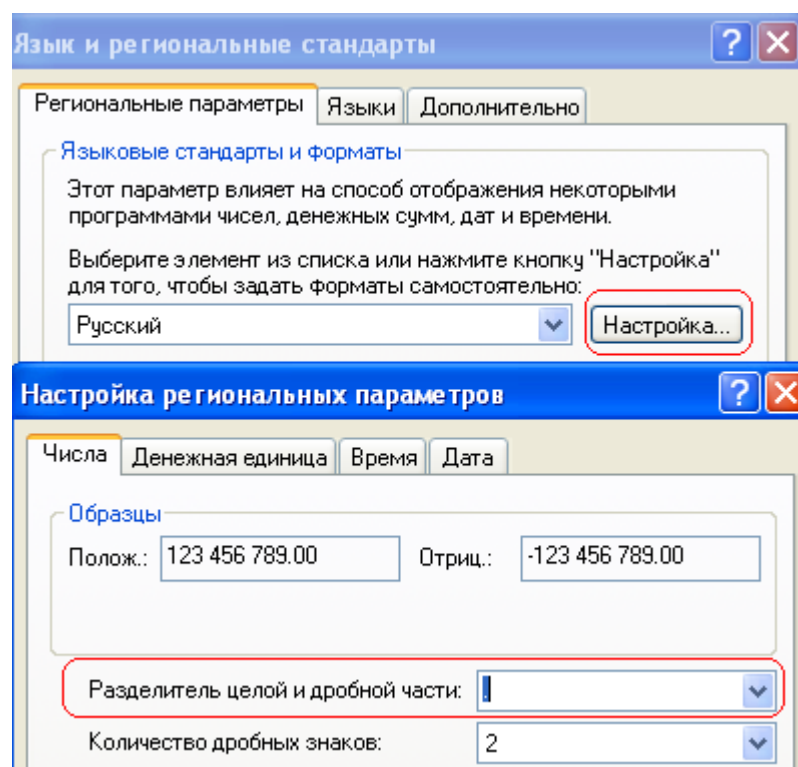 Язык и региональные стандарты
Региональные параметры Языки Дополнительно
Языковые стандарты и форматы
Этот параметр влияет на способ отображения некоторыми
программами чисел, денежных сумм, дат и времени.
Выберите элемент из списка или нажмите кнопку "Настройка"
для того, чтобы задать форматы самостоятельно:
Русский Настройка...
Настройка региональных параметров
Числа Денежная единица Время Дата
Образцы
Полож.: 123 456 789.00 Отриц.: -123 456 789.00
Разделитель целой и дробной части: .
Количество дробных знаков: 2